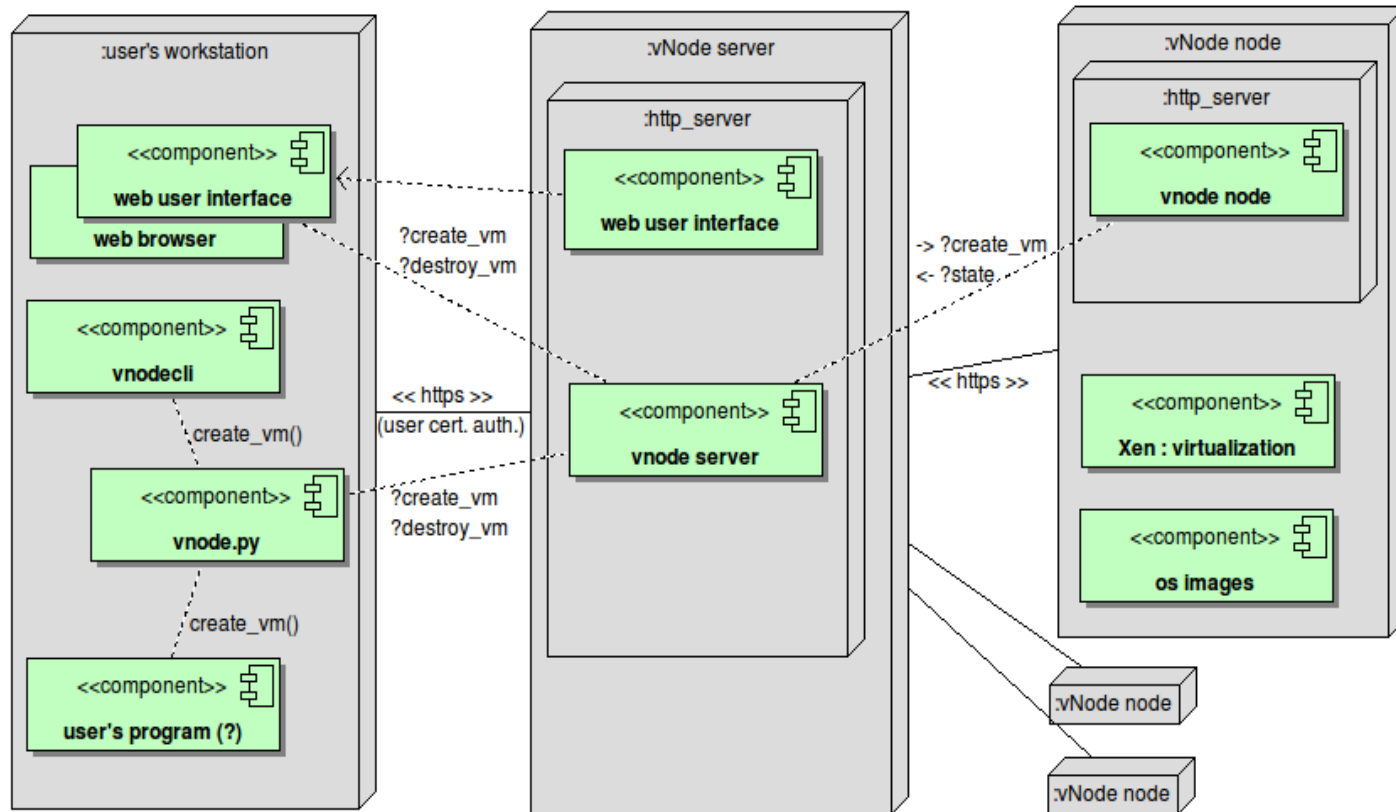 :user's workstation
<<component>>
web user interface
web browser
<<component>>
vnodecli
create_vm()
<<component>>
vnode.py
create_vm()
<<component>>
user's program (?)
?create_vm
?destroy_vm
<< https >>
(user cert. auth.)
?create_vm
?destroy_vm
:vNode server
:http_server
<<component>>
web user interface
<<component>>
vnode server
-> ?create_vm
<- ?state
<< https >>
:vNode node
:http_server
<<component>>
vnode node
<<component>>
Xen : virtualization
<<component>>
os images
:vNode node
:vNode node